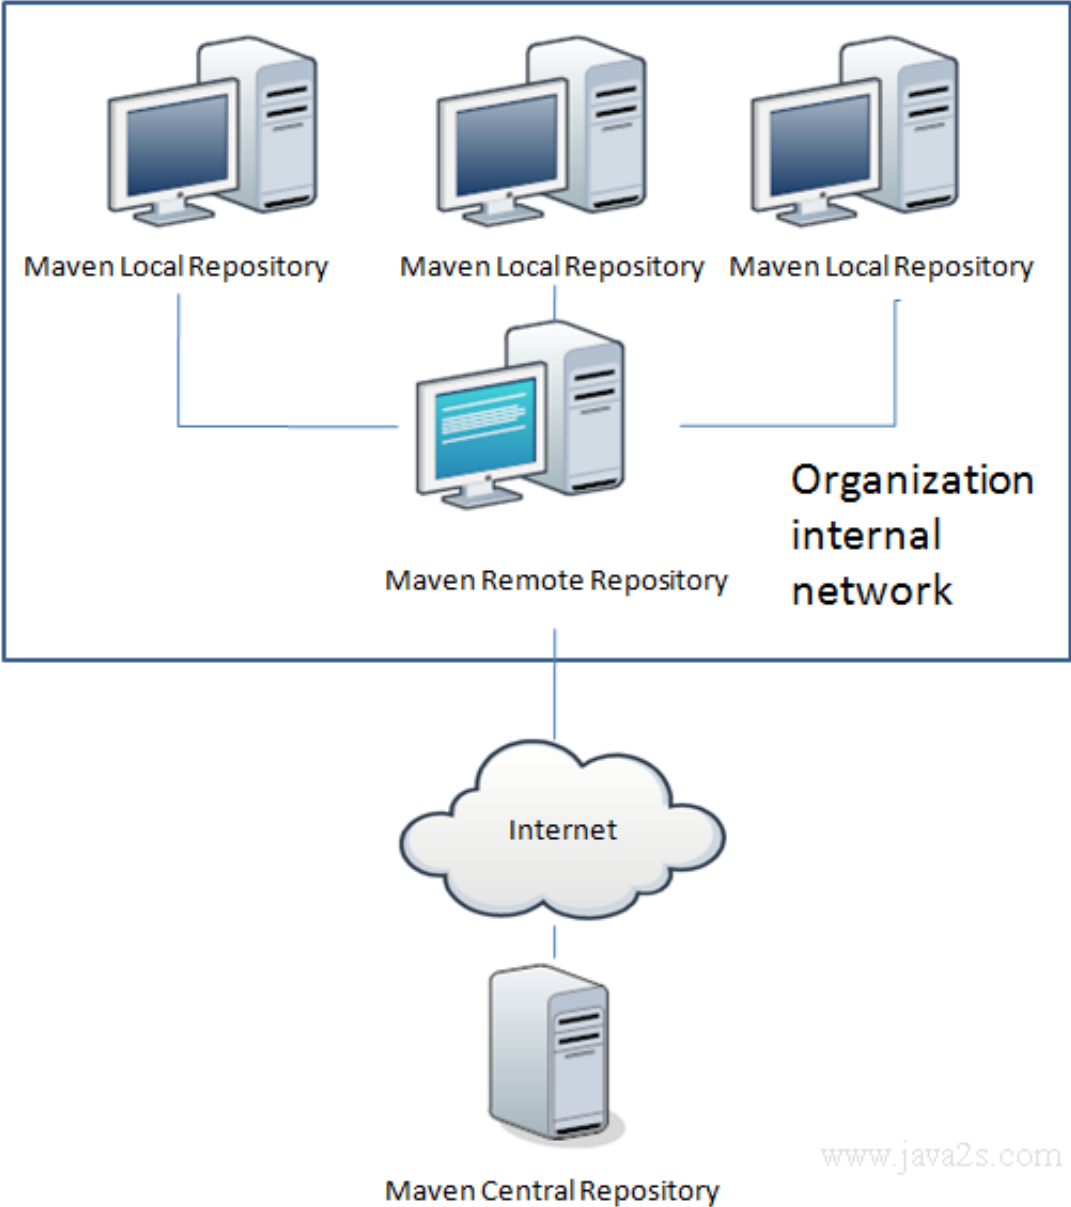 Maven Local Repository
Maven Local Repository
Maven Local Repository
Organization
internal
network
Maven Remote Repository
Internet
www.java2s.com
Maven Central Repository